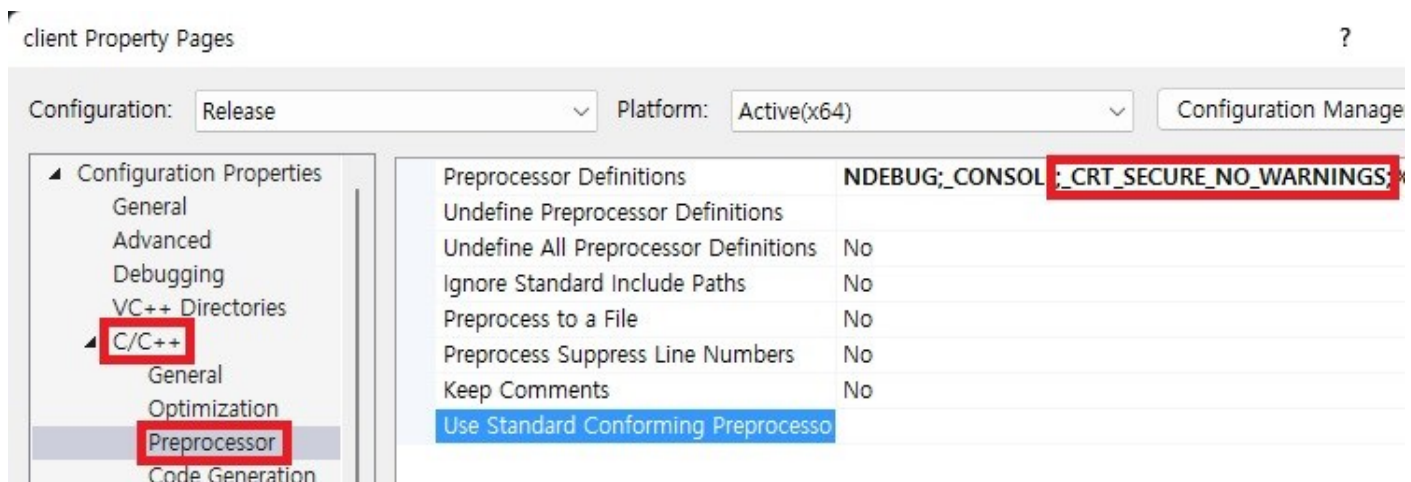 client Property Pages ?
Configuration: Release Platform: Active(x64) Configuration Manage
Configuration Properties
General
Advanced
Debugging
VC++ Directories
C/C++
General
Optimization
Preprocessor
Code Generation
Preprocessor Definitions NDEBUG;_CONSOL ;_CRT_SECURE_NO_WARNINGS;
Undefine Preprocessor Definitions
Undefine All Preprocessor Definitions No
Ignore Standard Include Paths No
Preprocess to a File No
Preprocess Suppress Line Numbers No
Keep Comments No
Use Standard Conforming Preprocesso